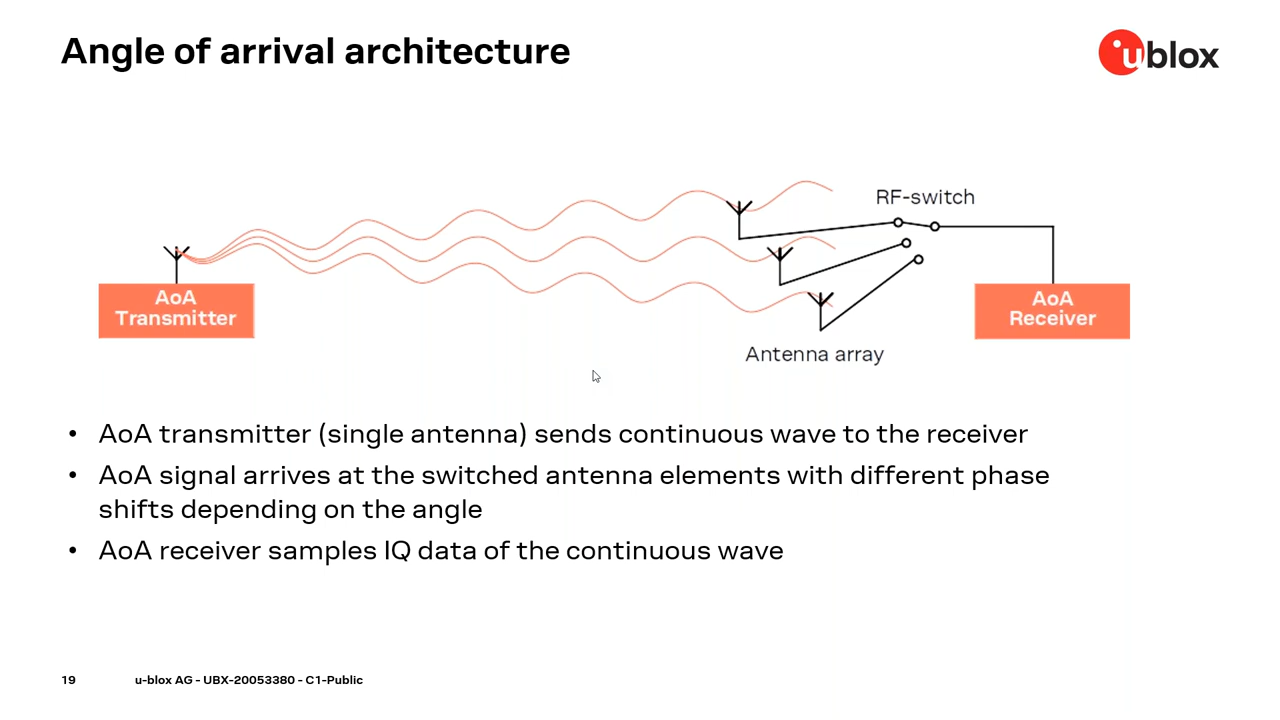 Angle of arrival architecture
ublox
RF-switch
AoA
Transmitter
AoA
Receiver
Antenna array
• AoA transmitter (single antenna) sends continuous wave to the receiver
• AoA signal arrives at the switched antenna elements with different phase
shifts depending on the angle
• AoA receiver samples IQ data of the continuous wave
19 u-blox AG - UBX-20053380 - C1-Public